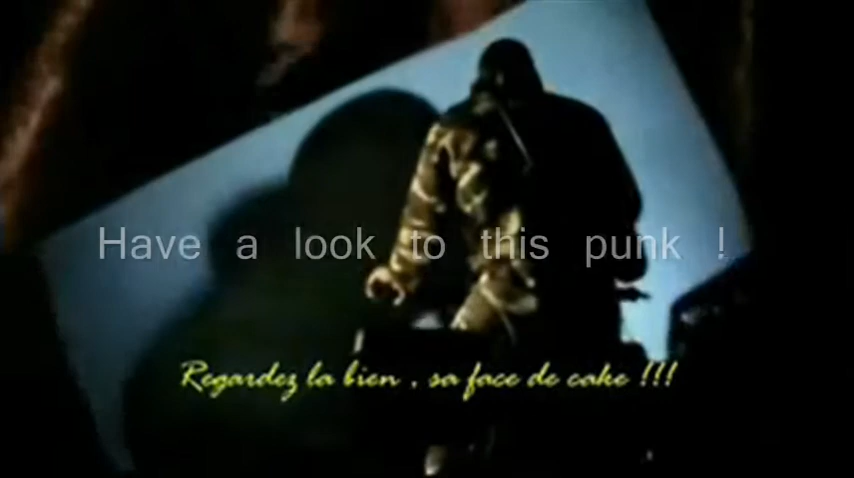 Have a look to this punk !
Regardez la bien , sa face de cake !!!